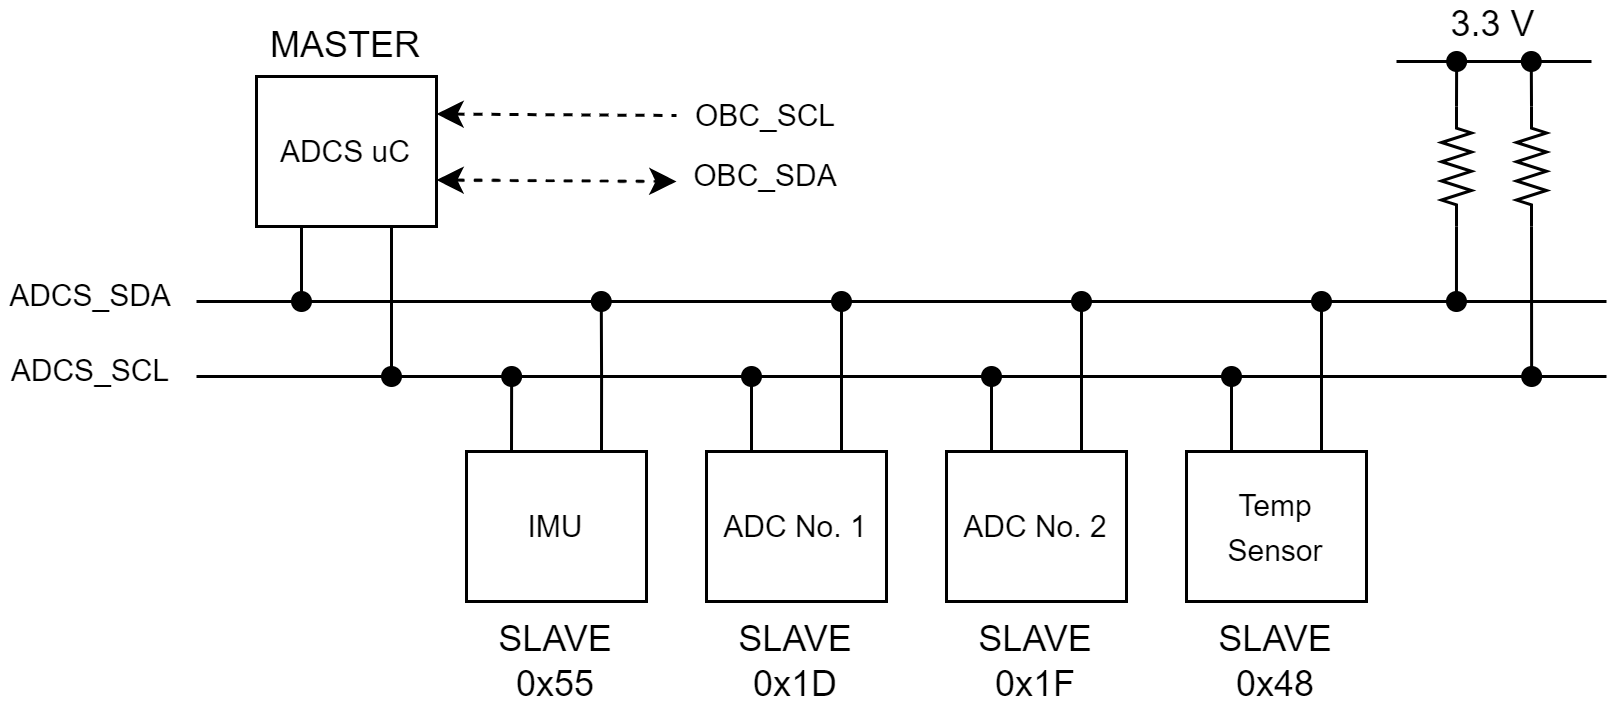 3.3 V
MASTER
ADCS uC
OBC_SCL
OBC_SDA
ADCS_SDA
ADCS_SCL
IMU
ADC No. 1
ADC No. 2
Temp
Sensor
SLAVE
0x55
SLAVE
0x1D
SLAVE
0x1F
SLAVE
0x48